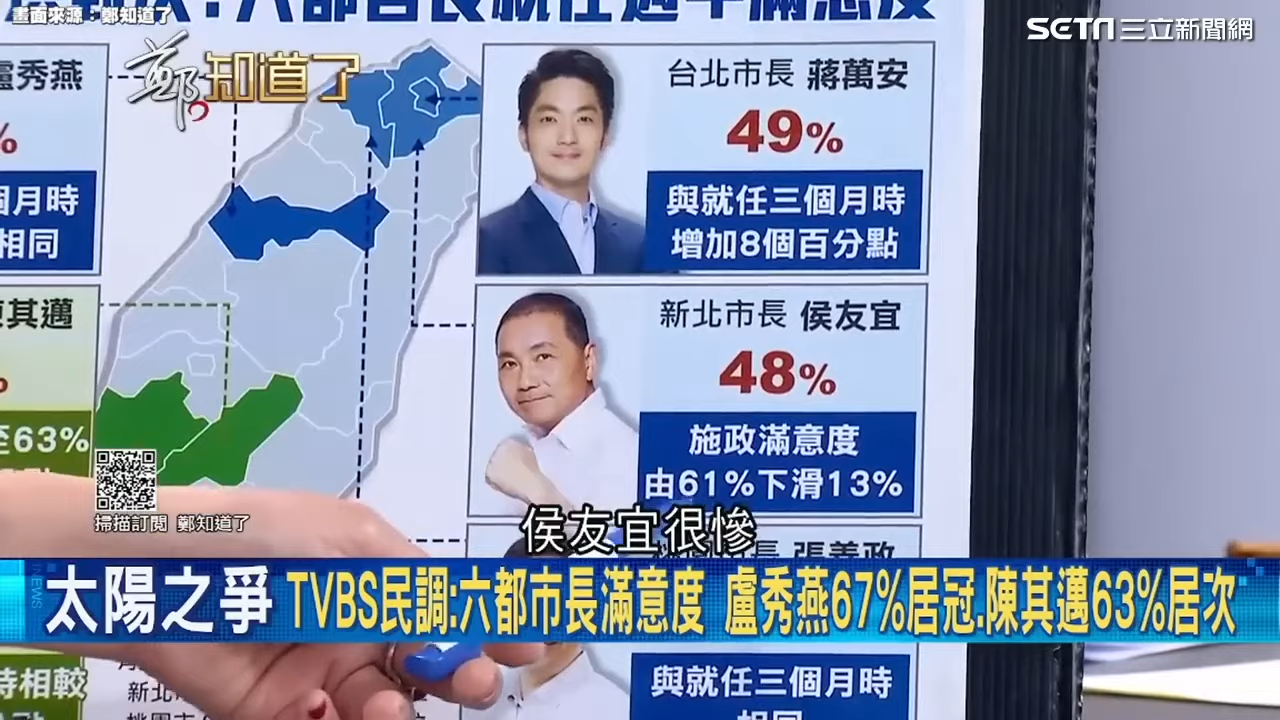 畫面來源:鄭知道了
六都首長就任週年滿意度
SETN三立新聞網
鄭知道了
盧秀燕
%
個月時
相同
台北市長 蔣萬安
49%
與就任三個月時
增加8個百分點
陳其邁
%
至63%
新北市長 侯友宜
48%
施政滿意度
由61%下滑13%
掃描訂閱 鄭知道了
侯友宜很慘
張善政
NEWS
太陽之爭
TVBS民調:六都市長滿意度 盧秀燕67%居冠.陳其邁63%居次
時相較
新北市
與就任三個月時
相同